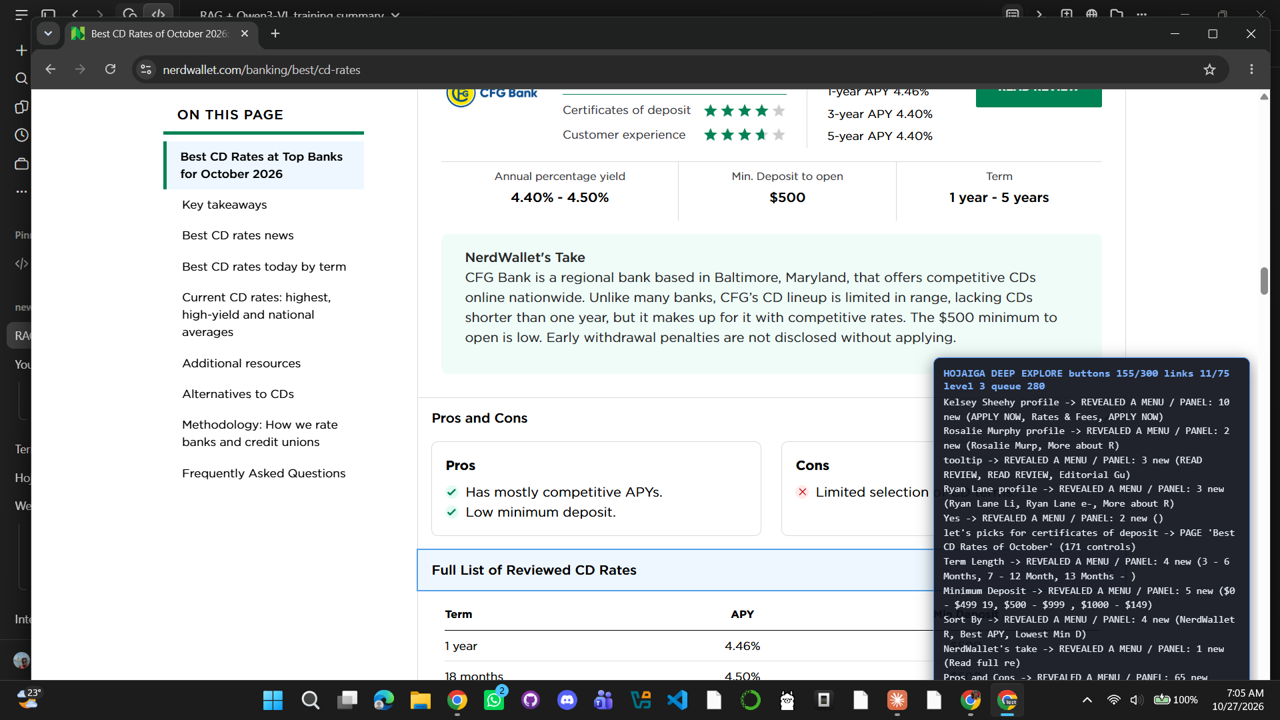 RAG + Qwen3-VL training summary
Best CD Rates of October 2026:
nerdwallet.com/banking/best/cd-rates
ON THIS PAGE
Best CD Rates at Top Banks
for October 2026
Key takeaways
Best CD rates news
Best CD rates today by term
Current CD rates: highest,
high-yield and national
averages
Additional resources
Alternatives to CDs
Methodology: How we rate
banks and credit unions
Frequently Asked Questions
CFG Bank
Certificates of deposit
Customer experience
1-year APY 4.46%
3-year APY 4.40%
5-year APY 4.40%
READ REVIEW
Annual percentage yield
4.40% - 4.50%
Min. Deposit to open
$500
Term
1 year - 5 years
NerdWallet's Take
CFG Bank is a regional bank based in Baltimore, Maryland, that offers competitive CDs
online nationwide. Unlike many banks, CFG’s CD lineup is limited in range, lacking CDs
shorter than one year, but it makes up for it with competitive rates. The $500 minimum to
open is low. Early withdrawal penalties are not disclosed without applying.
Pros and Cons
Pros
Has mostly competitive APYs.
Low minimum deposit.
Cons
Limited selection
Full List of Reviewed CD Rates
Term
APY
1 year
4.46%
18 months
4.50%
HOJAIGA DEEP EXPLORE buttons 155/300 links 11/75
level 3 queue 280
Kelsey Sheehy profile -> REVEALED A MENU / PANEL: 10
new (APPLY NOW, Rates & Fees, APPLY NOW)
Rosalie Murphy profile -> REVEALED A MENU / PANEL: 2
new (Rosalie Murp, More about R)
tooltip -> REVEALED A MENU / PANEL: 3 new (READ
REVIEW, READ REVIEW, Editorial Gu)
Ryan Lane profile -> REVEALED A MENU / PANEL: 3 new
(Ryan Lane Li, Ryan Lane e-, More about R)
Yes -> REVEALED A MENU / PANEL: 2 new ()
let's picks for certificates of deposit -> PAGE 'Best
CD Rates of October' (171 controls)
Term Length -> REVEALED A MENU / PANEL: 4 new (3 - 6
Months, 7 - 12 Month, 13 Months - )
Minimum Deposit -> REVEALED A MENU / PANEL: 5 new ($0
- $499 19, $500 - $999 , $1000 - $149)
Sort By -> REVEALED A MENU / PANEL: 4 new (NerdWallet
R, Best APY, Lowest Min D)
NerdWallet's take -> REVEALED A MENU / PANEL: 1 new
(Read full re)
Pros and Cons -> REVEALED A MENU / PANEL: 65 new
23°
2
100%
7:05 AM
10/27/2026